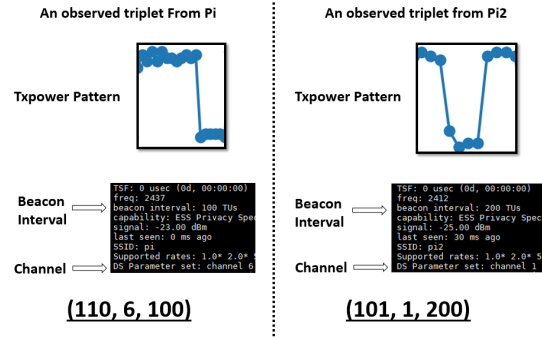 An observed triplet From Pi
Txpower Pattern
Beacon
Interval
TSF: 0 usec (0d, 00:00:00)
freq: 2437
beacon interval: 100 TUs
capability: ESS Privacy Spec
signal: -23.00 dBm
last seen: 0 ms ago
SSID: pi
Supported rates: 1.0* 2.0* 5
DS Parameter set: channel 6
Channel
(110, 6, 100)
An observed triplet from Pi2
Txpower Pattern
Beacon
Interval
TSF: 0 usec (0d, 00:00:00)
freq: 2412
beacon interval: 200 TUs
capability: ESS Privacy Spec
signal: -25.00 dBm
last seen: 30 ms ago
SSID: pi2
Supported rates: 1.0* 2.0* 5
DS Parameter set: channel 1
Channel
(101, 1, 200)